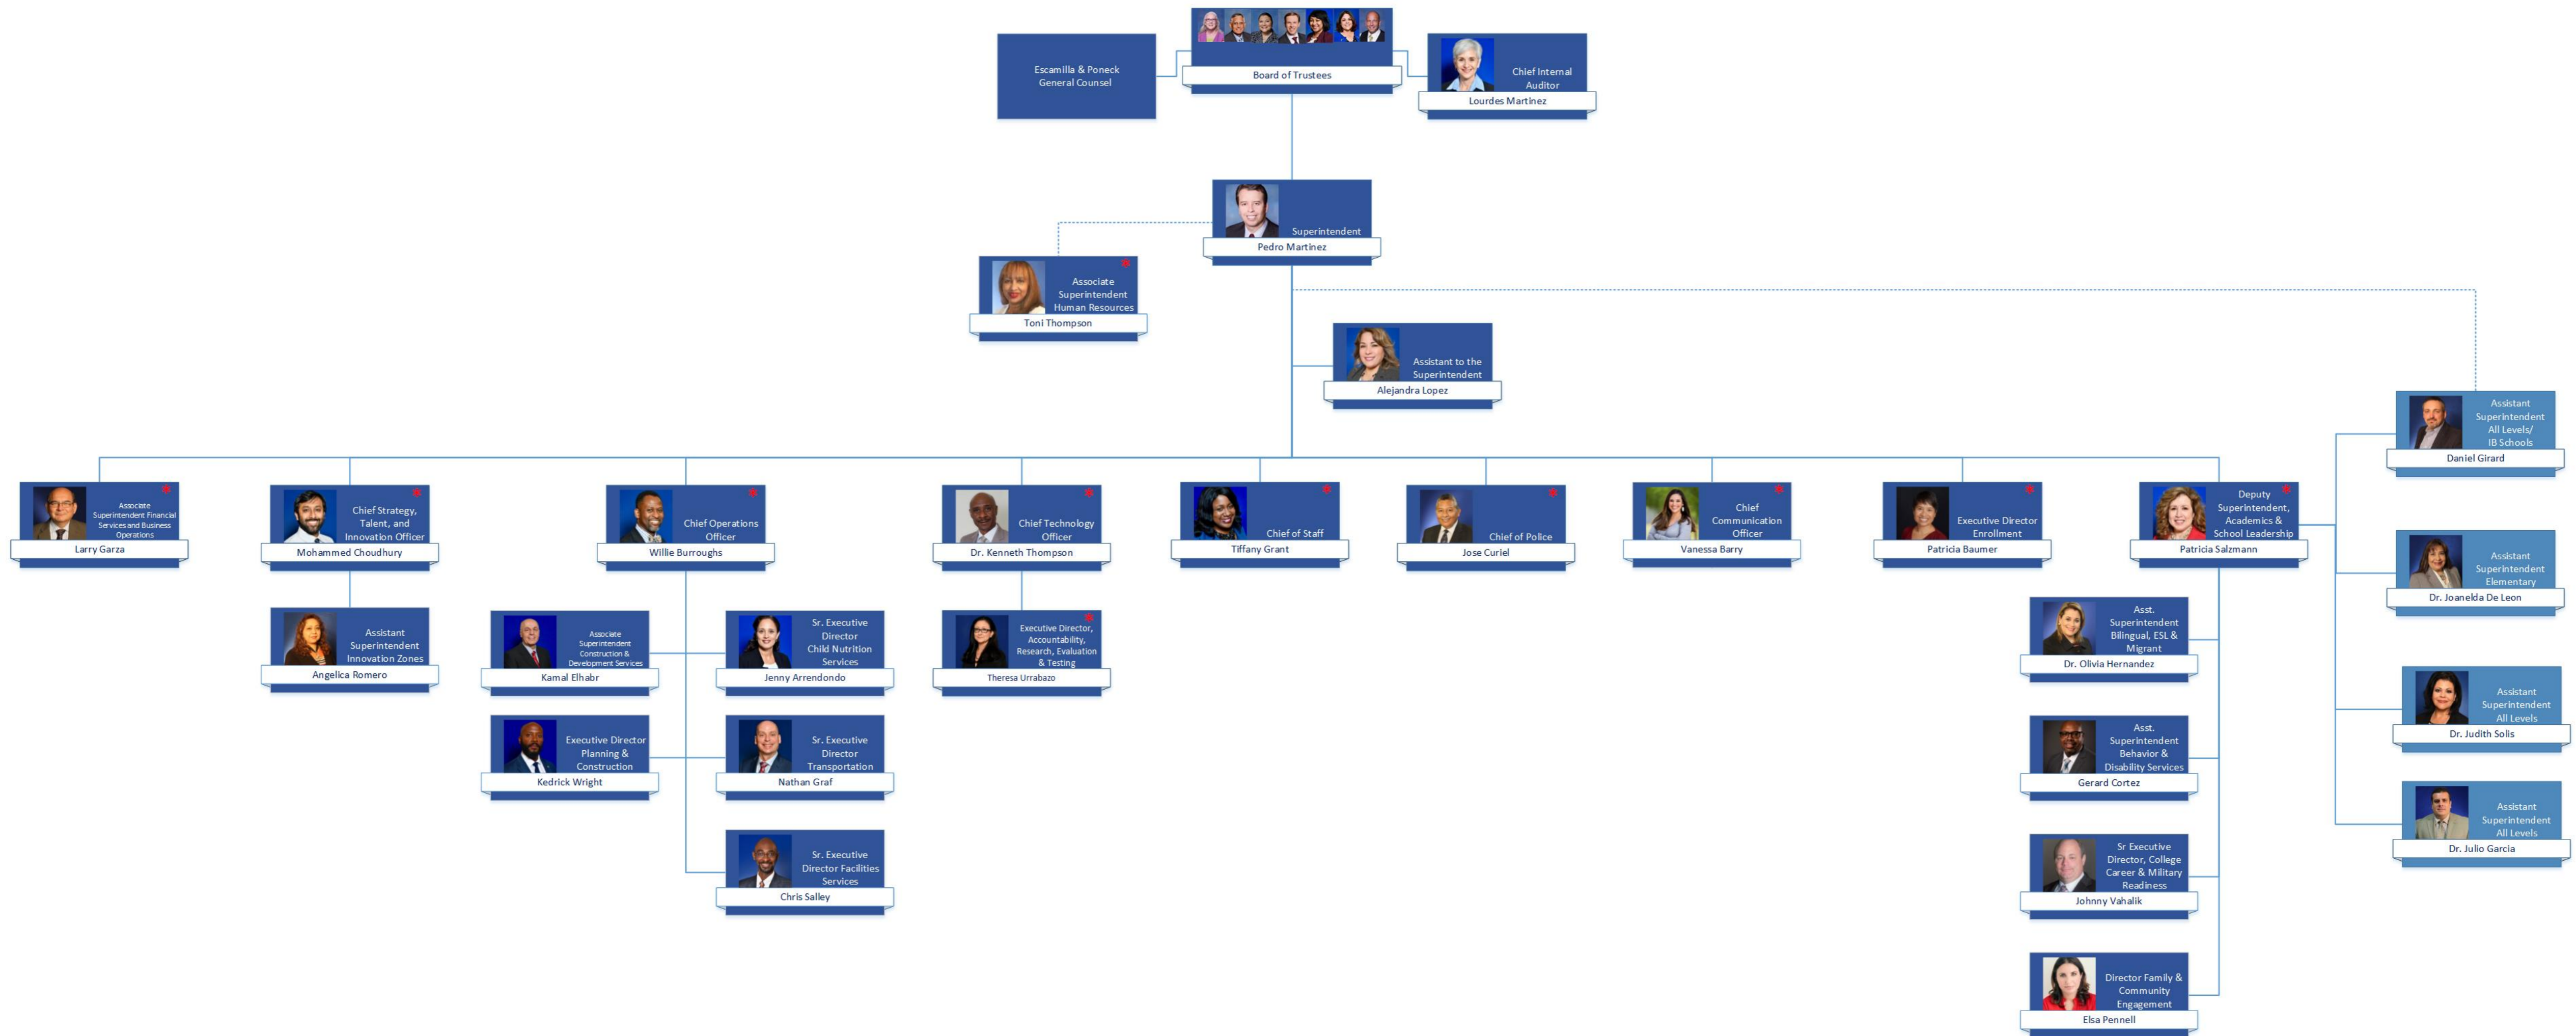 Escamilla & Poneck
General Counsel
Board of Trustees
Chief Internal
Auditor
Lourdes Martinez
Superintendent
Pedro Martinez
*
Associate
Superintendent
Human Resources
Toni Thompson
Assistant to the
Superintendent
Alejandra Lopez
*
Associate
Superintendent Financial
Services and Business
Operations
Larry Garza
*
Chief Strategy,
Talent, and
Innovation Officer
Mohammed Choudhury
*
Chief Operations
Officer
Willie Burroughs
*
Chief Technology
Officer
Dr. Kenneth Thompson
*
Chief of Staff
Tiffany Grant
*
Chief of Police
Jose Curiel
*
Chief
Communication
Officer
Vanessa Barry
*
Executive Director
Enrollment
Patricia Baumer
*
Deputy
Superintendent,
Academics &
School Leadership
Patricia Salzmann
Assistant
Superintendent
All Levels/
IB Schools
Daniel Girard
Assistant
Superintendent
Elementary
Dr. Joanelda De Leon
Assistant
Superintendent
All Levels
Dr. Judith Solis
Assistant
Superintendent
All Levels
Dr. Julio Garcia
Assistant
Superintendent
Innovation Zones
Angelica Romero
Associate
Superintendent
Construction &
Development Services
Kamal Elhabr
Sr. Executive
Director
Child Nutrition
Services
Jenny Arrendondo
Executive Director
Planning &
Construction
Kedrick Wright
Sr. Executive
Director
Transportation
Nathan Graf
Sr. Executive
Director Facilities
Services
Chris Salley
*
Executive Director,
Accountability,
Research, Evaluation
& Testing
Theresa Urrabazo
Asst.
Superintendent
Bilingual, ESL &
Migrant
Dr. Olivia Hernandez
Asst.
Superintendent
Behavior &
Disability Services
Gerard Cortez
Sr Executive
Director, College
Career & Military
Readiness
Johnny Vahalik
Director Family &
Community
Engagement
Elsa Pennell